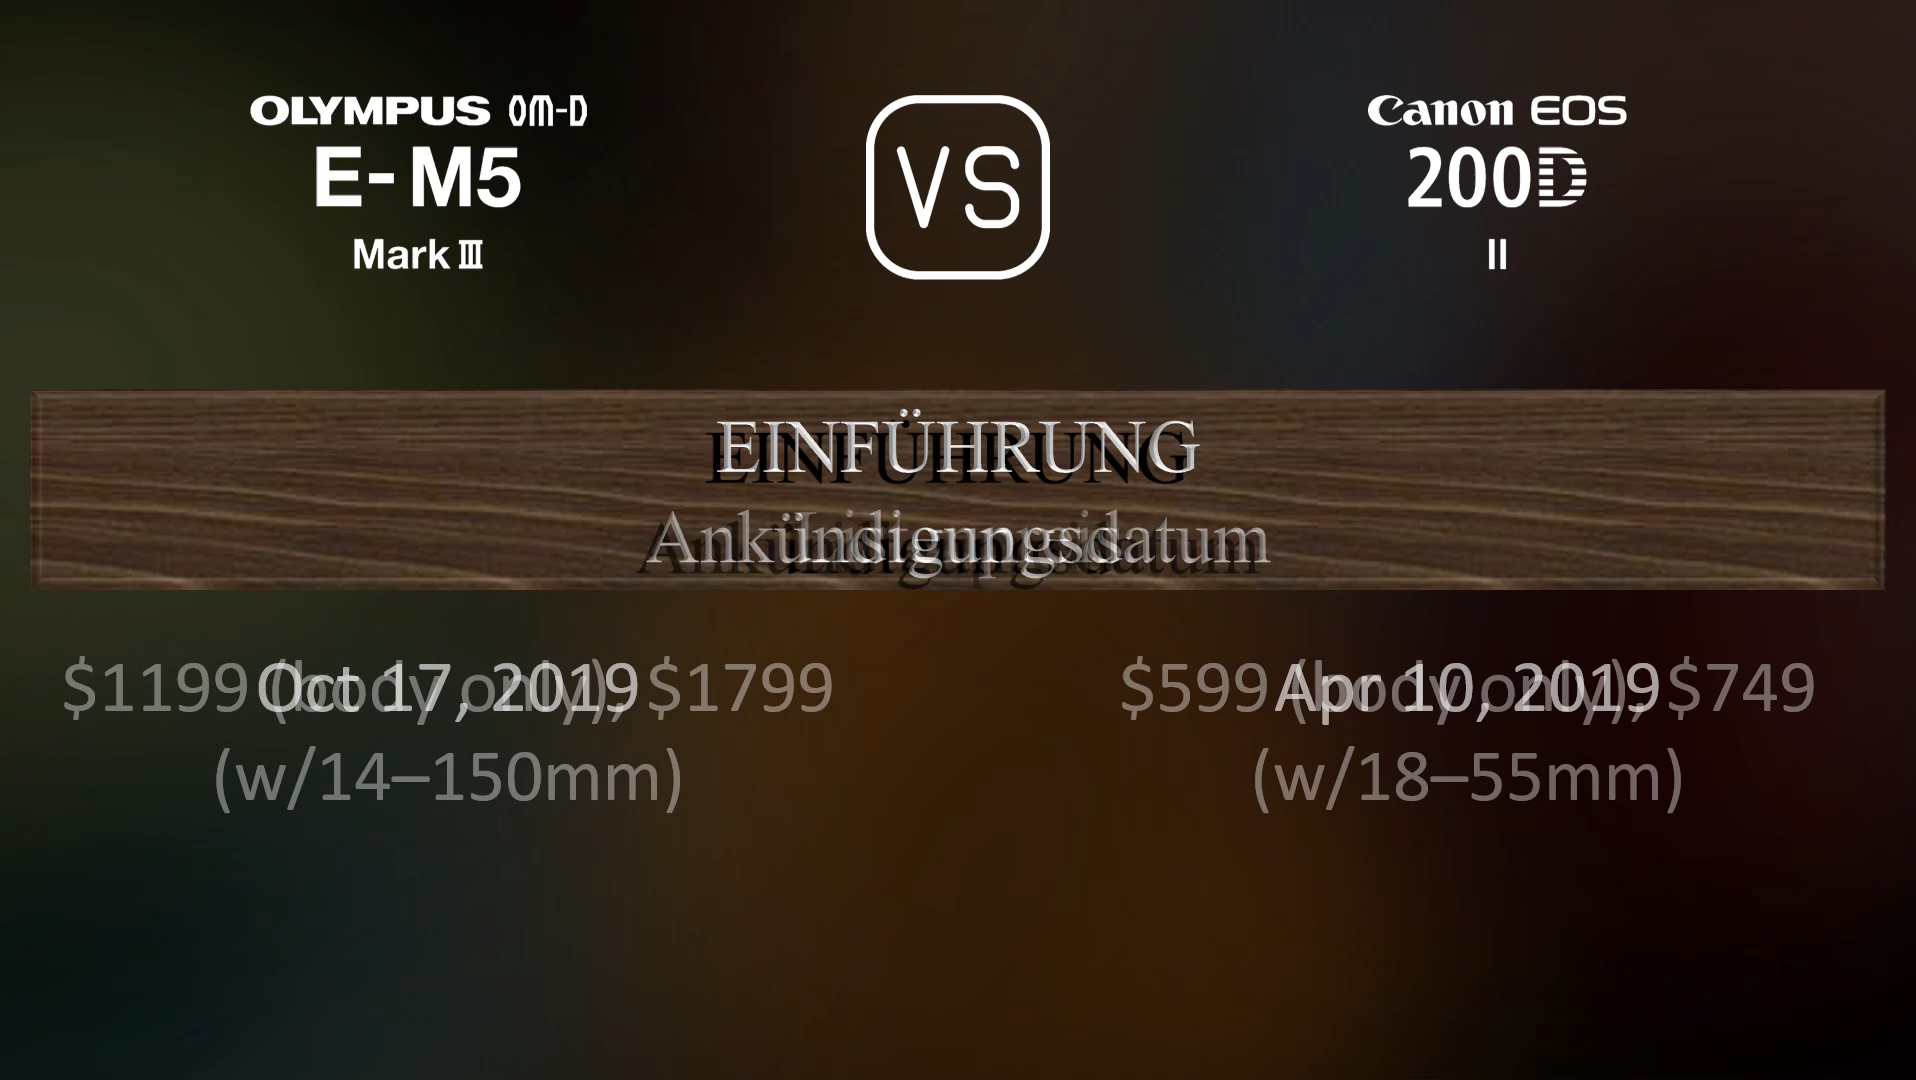 OLYMPUS OM-D
E-M5
Mark III
VS
Canon EOS
200D
II
EINFÜHRUNG
Ankündigungsdatum
$1199 (body only), $1799
(w/14–150mm)
Oct 17, 2019
$599 (body only), $749
(w/18–55mm)
Apr 10, 2019